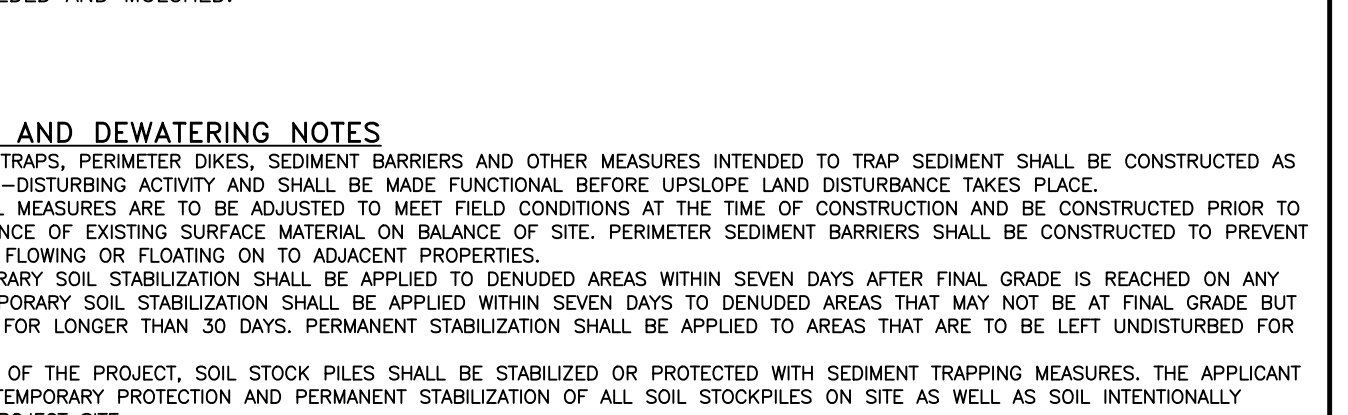 AND MULCHED.
AND DEWATERING NOTES
TRAPS, PERIMETER DIKES, SEDIMENT BARRIERS AND OTHER MEASURES INTENDED TO TRAP SEDIMENT SHALL BE CONSTRUCTED AS
–DISTURBING ACTIVITY AND SHALL BE MADE FUNCTIONAL BEFORE UPSLOPE LAND DISTURBANCE TAKES PLACE.
MEASURES ARE TO BE ADJUSTED TO MEET FIELD CONDITIONS AT THE TIME OF CONSTRUCTION AND BE CONSTRUCTED PRIOR TO
NCE OF EXISTING SURFACE MATERIAL ON BALANCE OF SITE. PERIMETER SEDIMENT BARRIERS SHALL BE CONSTRUCTED TO PREVENT
FLOWING OR FLOATING ON TO ADJACENT PROPERTIES.
RARY SOIL STABILIZATION SHALL BE APPLIED TO DENUDED AREAS WITHIN SEVEN DAYS AFTER FINAL GRADE IS REACHED ON ANY
PORARY SOIL STABILIZATION SHALL BE APPLIED WITHIN SEVEN DAYS TO DENUDED AREAS THAT MAY NOT BE AT FINAL GRADE BUT
FOR LONGER THAN 30 DAYS. PERMANENT STABILIZATION SHALL BE APPLIED TO AREAS THAT ARE TO BE LEFT UNDISTURBED FOR
OF THE PROJECT, SOIL STOCK PILES SHALL BE STABILIZED OR PROTECTED WITH SEDIMENT TRAPPING MEASURES. THE APPLICANT
TEMPORARY PROTECTION AND PERMANENT STABILIZATION OF ALL SOIL STOCKPILES ON SITE AS WELL AS SOIL INTENTIONALLY